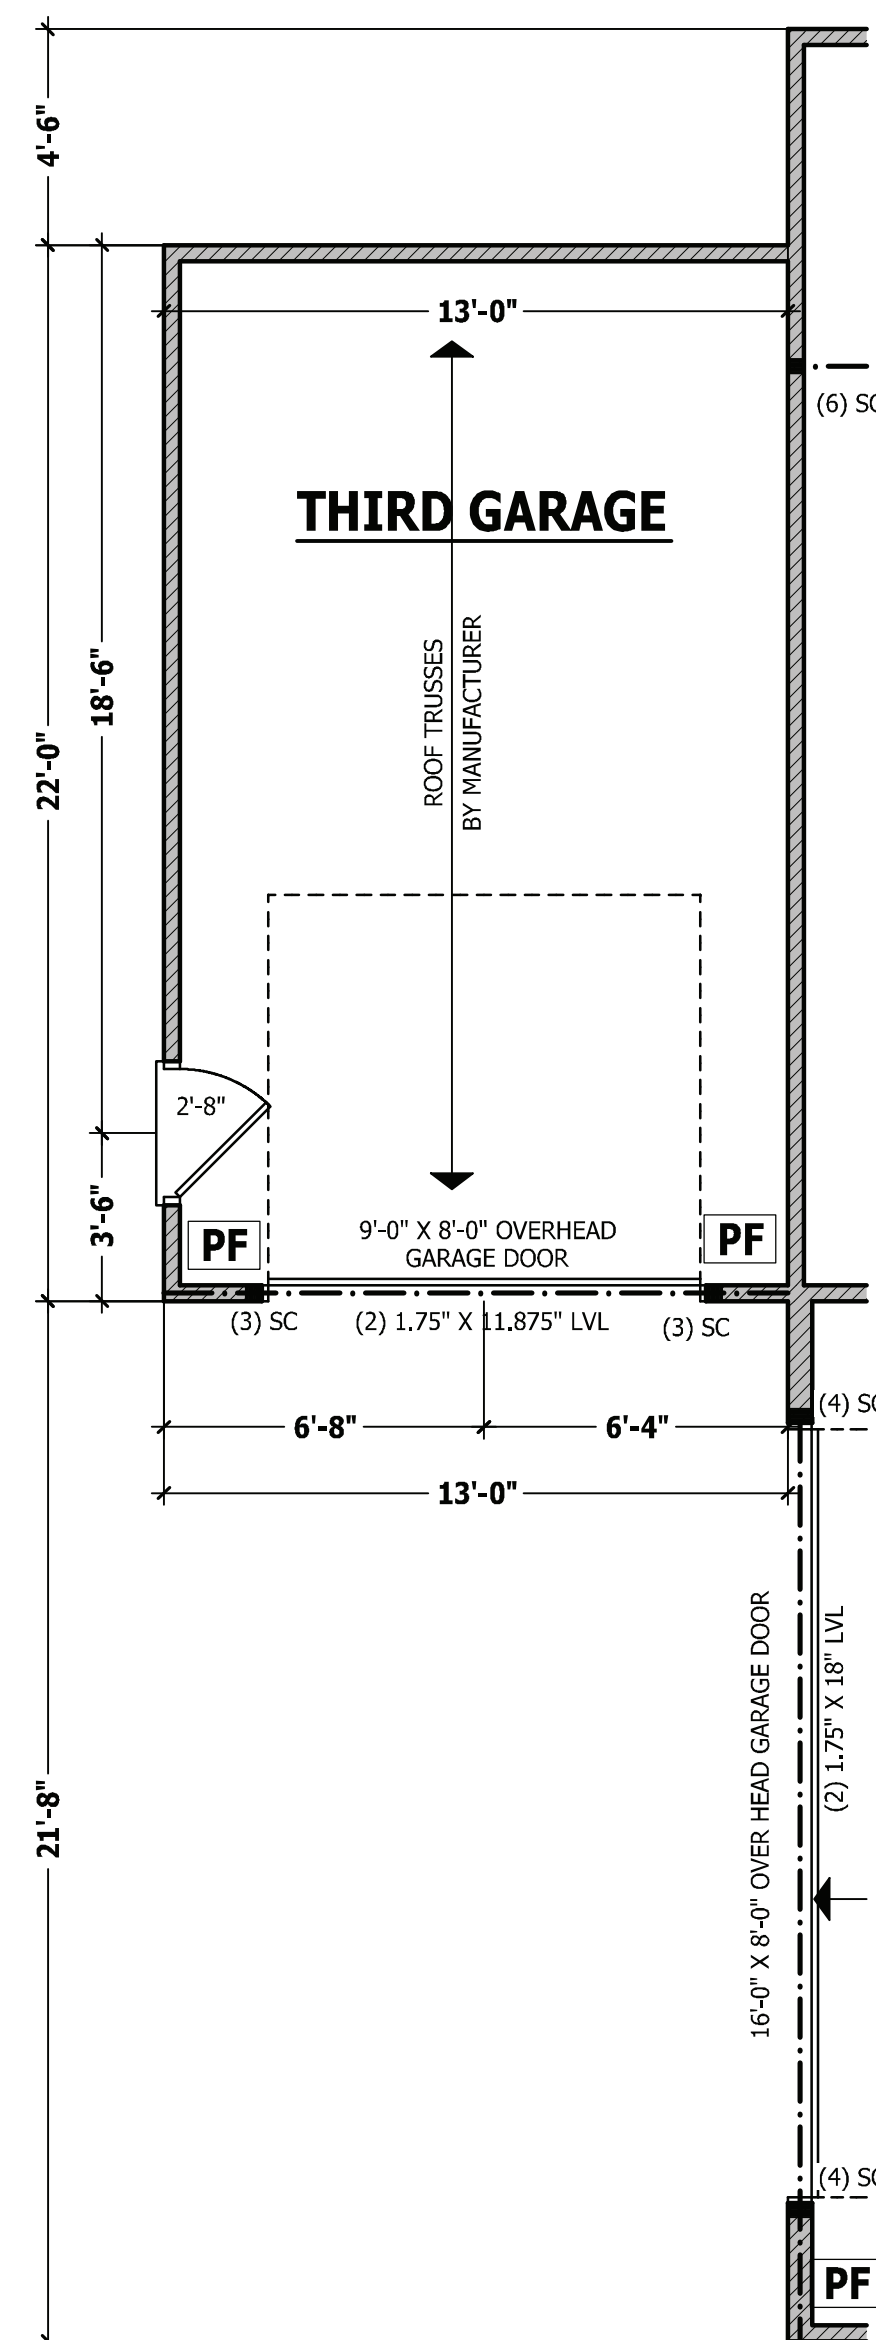 4'-6"
13'-0"
(6) SC
THIRD GARAGE
ROOF TRUSSES
BY MANUFACTURER
18'-6"
22'-0"
2'-8"
3'-6"
PF
9'-0" X 8'-0" OVERHEAD
GARAGE DOOR
PF
(3) SC
(2) 1.75" X 11.875" LVL
(3) SC
(4) SC
6'-8"
6'-4"
13'-0"
16'-0" X 8'-0" OVER HEAD GARAGE DOOR
(2) 1.75" X 18" LVL
21'-8"
(4) SC
PF